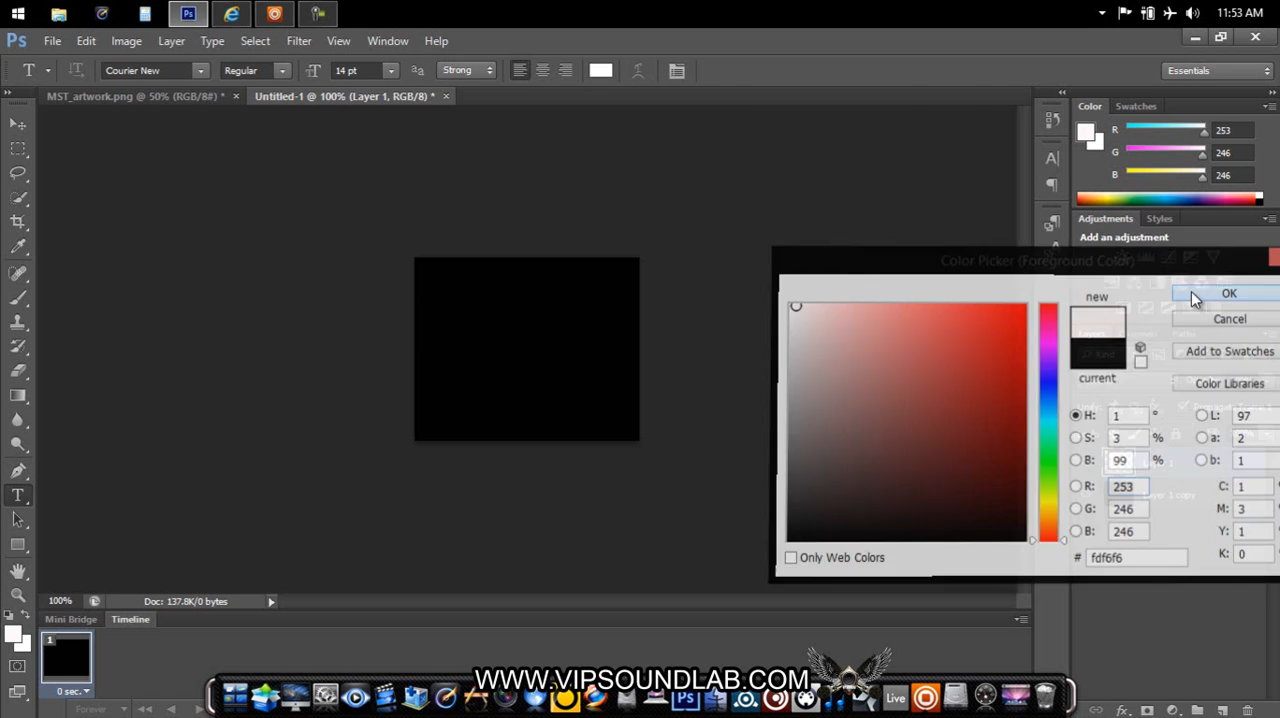 11:53 AM
Ps File Edit Image Layer Type Select Filter View Window Help
T Courier New Regular 14 pt Strong Essentials
MST_artwork.png @ 50% (RGB/8#) * × Untitled-1 @ 100% (Layer 1, RGB/8) * ×
Color Swatches
R 253
G 246
B 246
Adjustments Styles
Add an adjustment
Color Picker (Foreground Color)
new
OK
Cancel
Add to Swatches
current
Color Libraries
H: 1 ° L: 97
S: 3 % a: 2
B: 99 % b: 1
R: 253 C: 1
G: 246 M: 3
B: 246 Y: 1
# fdf6f6 K: 0
Only Web Colors
Layer 1 copy
100% Doc: 137.8K/0 bytes
Mini Bridge Timeline
1
0 sec.
Forever
WWW.VIPSOUNDLAB.COM
Ps Live